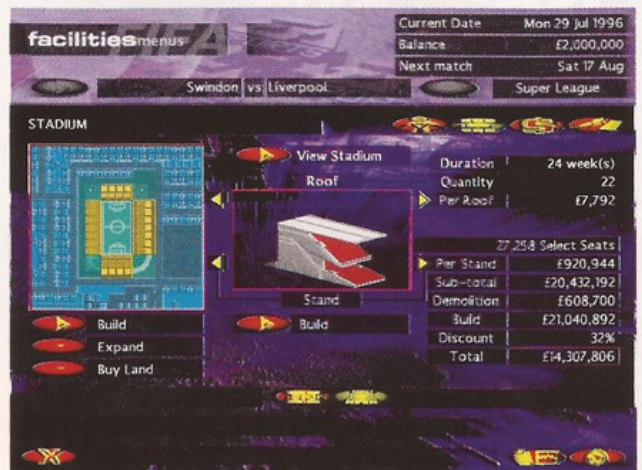 facilities menus
Current Date Mon 29 Jul 1996
Balance £2,000,000
Next match Sat 17 Aug
Swindon vs Liverpool Super League
STADIUM
View Stadium
Roof
Duration 24 week(s)
Quantity 22
Per Roof £7,792
27,258 Select Seats
Per Stand £920,944
Sub-total £20,432,192
Demolition £608,700
Build £21,040,892
Discount 32%
Total £14,307,806
Stand
Build
Build
Expand
Buy Land